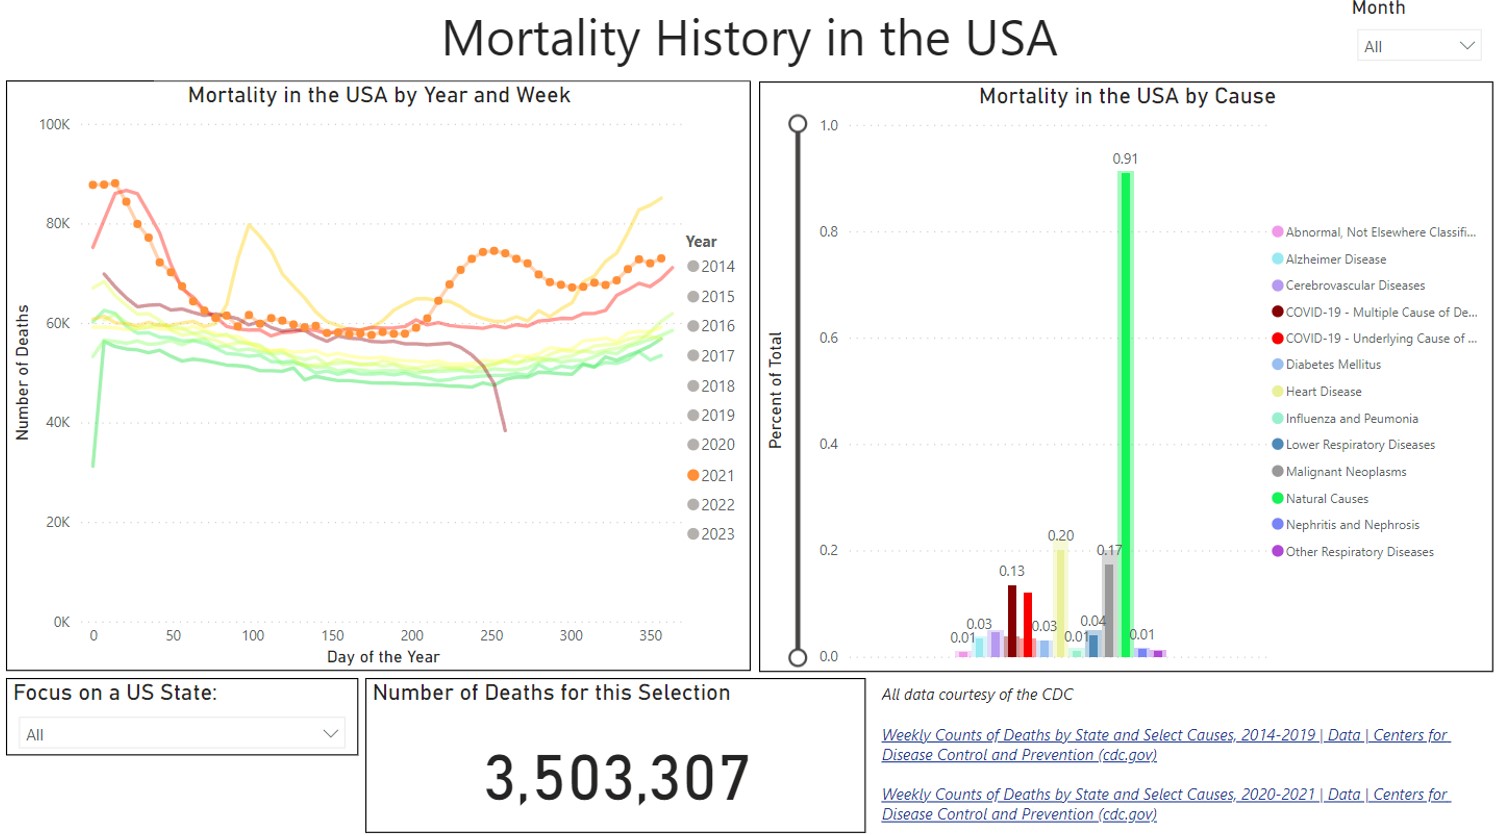 Mortality History in the USA
Month
All
Mortality in the USA by Year and Week
100K
80K
60K
40K
20K
0K
Number of Deaths
0 50 100 150 200 250 300 350
Day of the Year
Year
2014
2015
2016
2017
2018
2019
2020
2021
2022
2023
Mortality in the USA by Cause
1.0
0.8
0.6
0.4
0.2
0.0
Percent of Total
0.91
0.20
0.17
0.13
0.03
0.01
0.03
0.01
0.04
0.01
Abnormal, Not Elsewhere Classifi...
Alzheimer Disease
Cerebrovascular Diseases
COVID-19 - Multiple Cause of De...
COVID-19 - Underlying Cause of ...
Diabetes Mellitus
Heart Disease
Influenza and Peumonia
Lower Respiratory Diseases
Malignant Neoplasms
Natural Causes
Nephritis and Nephrosis
Other Respiratory Diseases
Focus on a US State:
All
Number of Deaths for this Selection
3,503,307
All data courtesy of the CDC
Weekly Counts of Deaths by State and Select Causes, 2014-2019 | Data | Centers for
Disease Control and Prevention (cdc.gov)
Weekly Counts of Deaths by State and Select Causes, 2020-2021 | Data | Centers for
Disease Control and Prevention (cdc.gov)